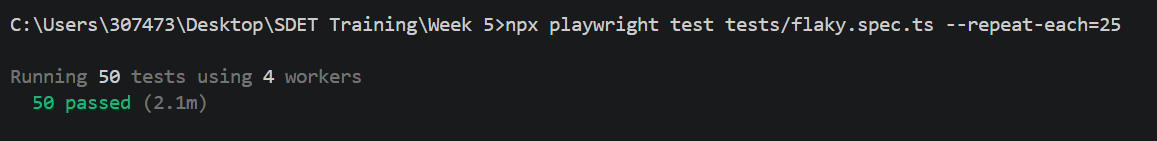 C:\Users\307473\Desktop\SDET Training\Week 5>npx playwright test tests/flaky.spec.ts --repeat-each=25
Running 50 tests using 4 workers
50 passed (2.1m)